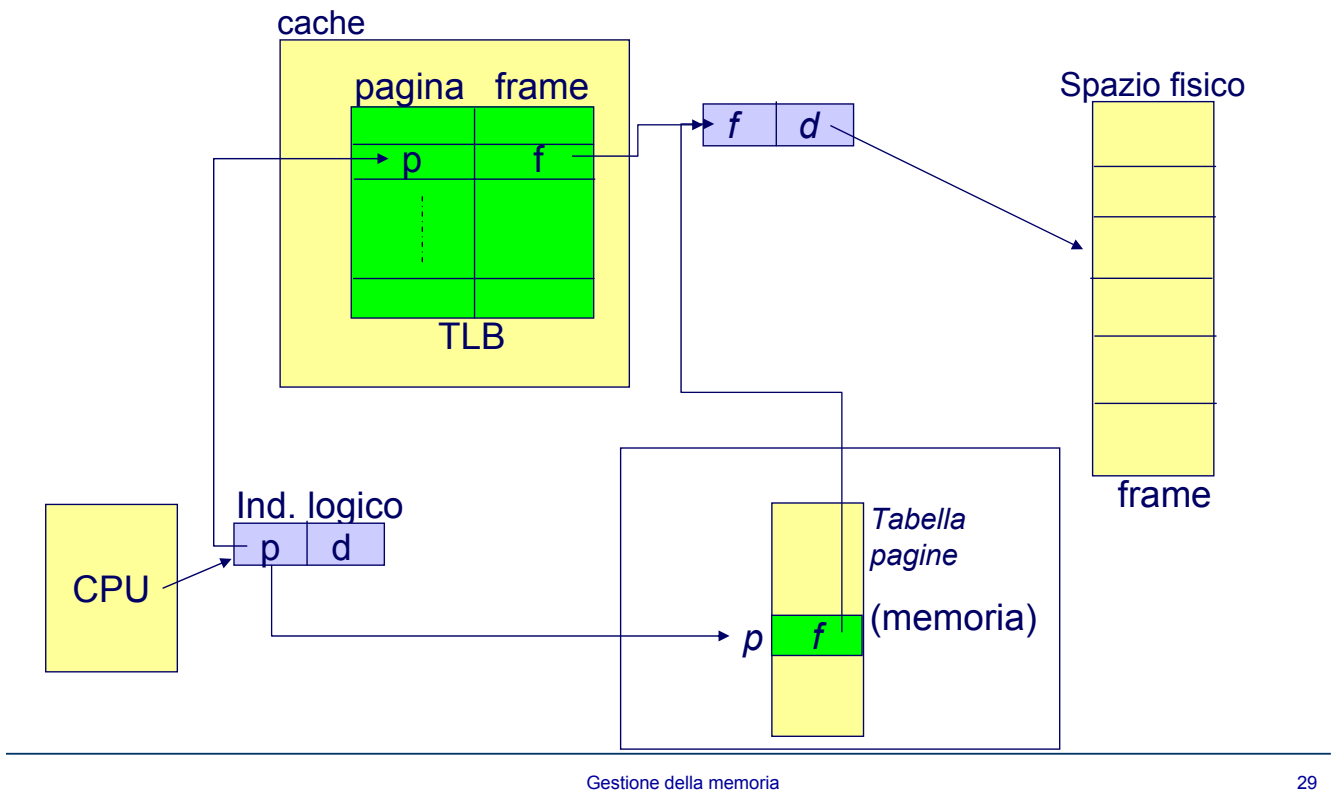 cache
pagina frame
Spazio fisico
f d
p f
TLB
frame
Ind. logico
p d
CPU
Tabella
pagine
(memoria)
p f
Gestione della memoria 29